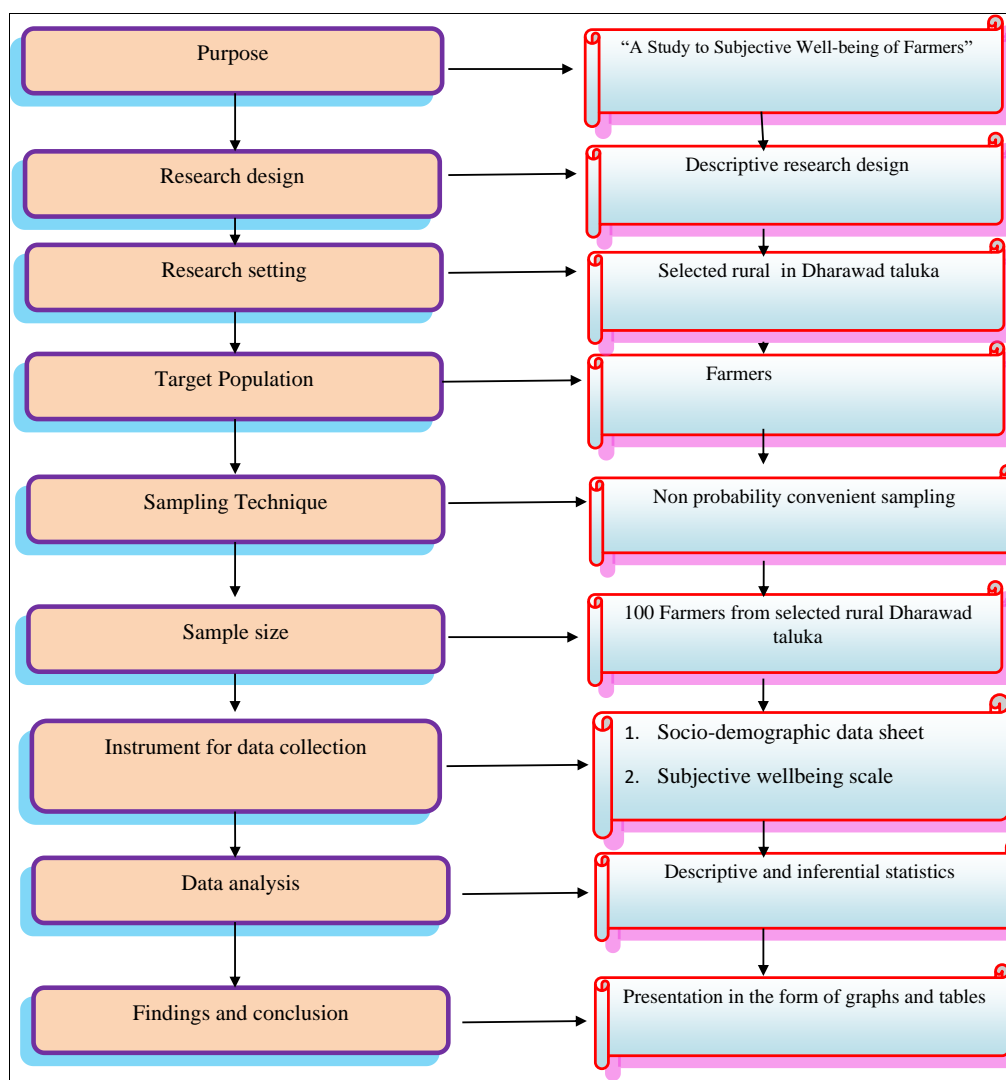 Purpose
“A Study to Subjective Well-being of Farmers”
Research design
Descriptive research design
Research setting
Selected rural in Dharawad taluka
Target Population
Farmers
Sampling Technique
Non probability convenient sampling
Sample size
100 Farmers from selected rural Dharawad
taluka
Instrument for data collection
1. Socio-demographic data sheet
2. Subjective wellbeing scale
Data analysis
Descriptive and inferential statistics
Findings and conclusion
Presentation in the form of graphs and tables